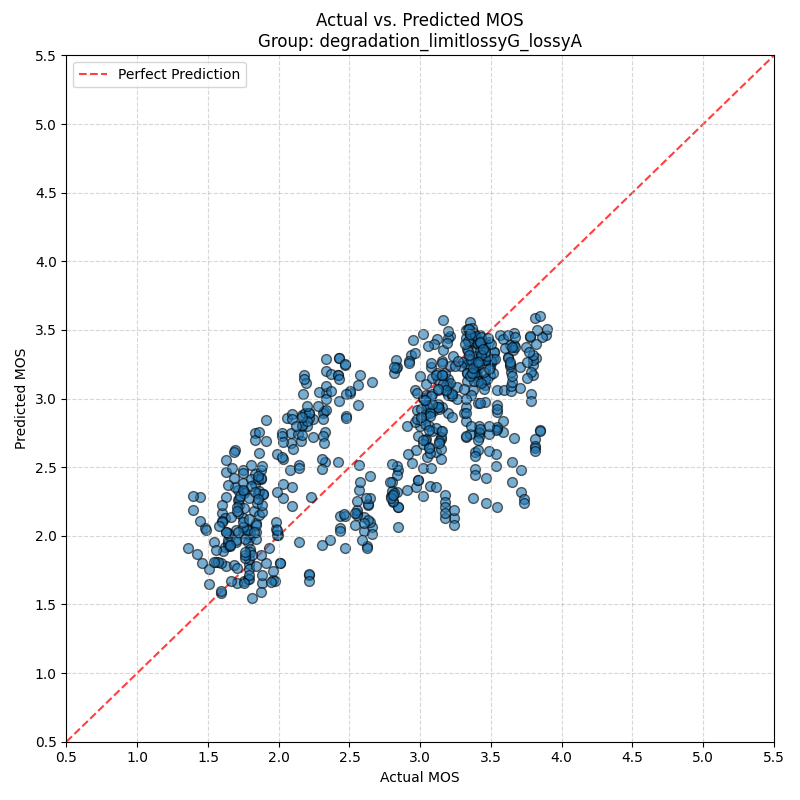 Actual vs. Predicted MOS
Group: degradation_limitlossyG_lossyA
Perfect Prediction
Predicted MOS
5.5
5.0
4.5
4.0
3.5
3.0
2.5
2.0
1.5
1.0
0.5
0.5 1.0 1.5 2.0 2.5 3.0 3.5 4.0 4.5 5.0 5.5
Actual MOS